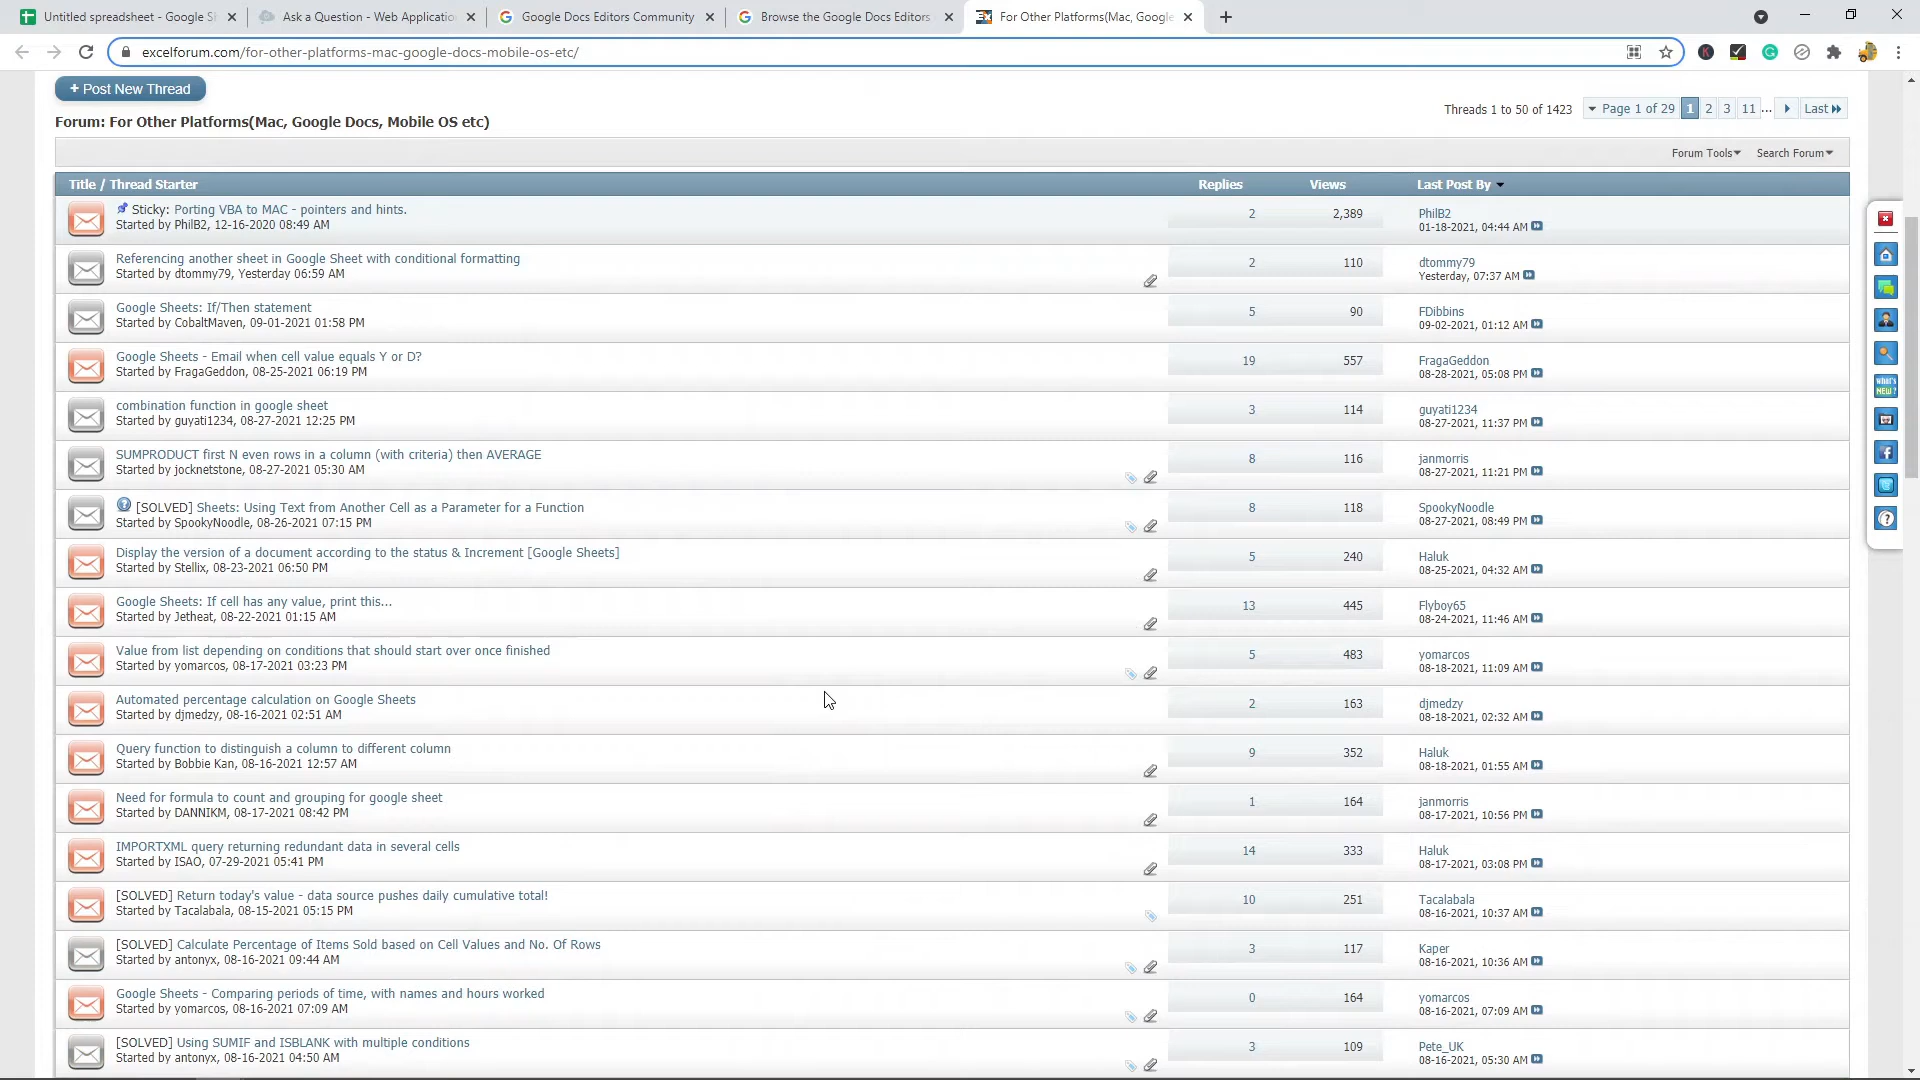 Untitled spreadsheet - Google S
Ask a Question - Web Applicatio
Google Docs Editors Community
Browse the Google Docs Editors
For Other Platforms(Mac, Google
excelforum.com/for-other-platforms-mac-google-docs-mobile-os-etc/
+ Post New Thread
Threads 1 to 50 of 1423 Page 1 of 29 1 2 3 11 ... Last
Forum: For Other Platforms(Mac, Google Docs, Mobile OS etc)
Forum Tools Search Forum
Title / Thread Starter Replies Views Last Post By
Sticky: Porting VBA to MAC - pointers and hints. 2 2,389 PhilB2
Started by PhilB2, 12-16-2020 08:49 AM 01-18-2021, 04:44 AM
Referencing another sheet in Google Sheet with conditional formatting 2 110 dtommy79
Started by dtommy79, Yesterday 06:59 AM Yesterday, 07:37 AM
Google Sheets: If/Then statement 5 90 FDibbins
Started by CobaltMaven, 09-01-2021 01:58 PM 09-02-2021, 01:12 AM
Google Sheets - Email when cell value equals Y or D? 19 557 FragaGeddon
Started by FragaGeddon, 08-25-2021 06:19 PM 08-28-2021, 05:08 PM
combination function in google sheet 3 114 guyati1234
Started by guyati1234, 08-27-2021 12:25 PM 08-27-2021, 11:37 PM
SUMPRODUCT first N even rows in a column (with criteria) then AVERAGE 8 116 janmorris
Started by jocknetstone, 08-27-2021 05:30 AM 08-27-2021, 11:21 PM
[SOLVED] Sheets: Using Text from Another Cell as a Parameter for a Function 8 118 SpookyNoodle
Started by SpookyNoodle, 08-26-2021 07:15 PM 08-27-2021, 08:49 PM
Display the version of a document according to the status & Increment [Google Sheets] 5 240 Haluk
Started by Stellix, 08-23-2021 06:50 PM 08-25-2021, 04:32 AM
Google Sheets: If cell has any value, print this... 13 445 Flyboy65
Started by Jetheat, 08-22-2021 01:15 AM 08-24-2021, 11:46 AM
Value from list depending on conditions that should start over once finished 5 483 yomarcos
Started by yomarcos, 08-17-2021 03:23 PM 08-18-2021, 11:09 AM
Automated percentage calculation on Google Sheets 2 163 djmedzy
Started by djmedzy, 08-16-2021 02:51 AM 08-18-2021, 02:32 AM
Query function to distinguish a column to different column 9 352 Haluk
Started by Bobbie Kan, 08-16-2021 12:57 AM 08-18-2021, 01:55 AM
Need for formula to count and grouping for google sheet 1 164 janmorris
Started by DANNIKM, 08-17-2021 08:42 PM 08-17-2021, 10:56 PM
IMPORTXML query returning redundant data in several cells 14 333 Haluk
Started by ISAO, 07-29-2021 05:41 PM 08-17-2021, 03:08 PM
[SOLVED] Return today's value - data source pushes daily cumulative total! 10 251 Tacalabala
Started by Tacalabala, 08-15-2021 05:15 PM 08-16-2021, 10:37 AM
[SOLVED] Calculate Percentage of Items Sold based on Cell Values and No. Of Rows 3 117 Kaper
Started by antonyx, 08-16-2021 09:44 AM 08-16-2021, 10:36 AM
Google Sheets - Comparing periods of time, with names and hours worked 0 164 yomarcos
Started by yomarcos, 08-16-2021 07:09 AM 08-16-2021, 07:09 AM
[SOLVED] Using SUMIF and ISBLANK with multiple conditions 3 109 Pete_UK
Started by antonyx, 08-16-2021 04:50 AM 08-16-2021, 05:30 AM
What's
NEW ?